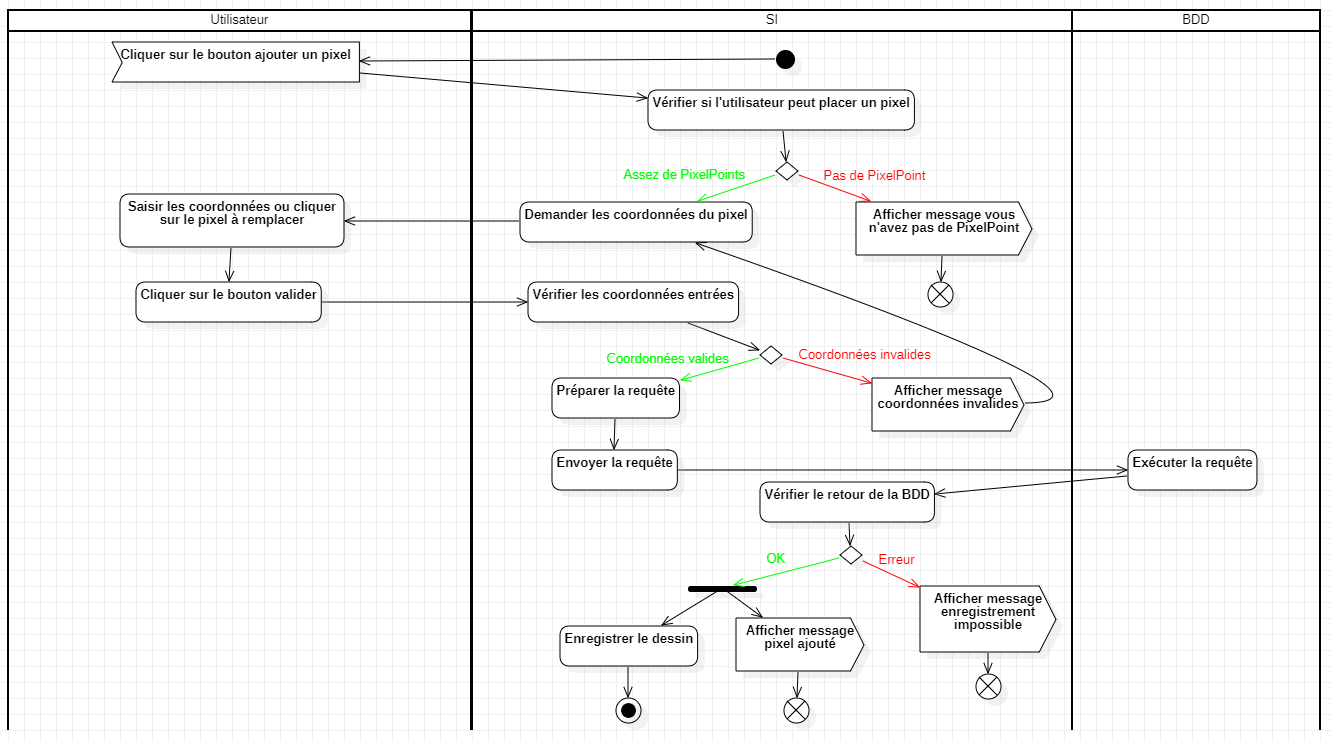 Utilisateur
SI
BDD
Cliquer sur le bouton ajouter un pixel
Vérifier si l'utilisateur peut placer un pixel
Assez de PixelPoints
Pas de PixelPoint
Saisir les coordonnées ou cliquer
sur le pixel à remplacer
Demander les coordonnées du pixel
Afficher message vous
n'avez pas de PixelPoint
Cliquer sur le bouton valider
Vérifier les coordonnées entrées
Coordonnées valides
Coordonnées invalides
Préparer la requête
Afficher message
coordonnées invalides
Envoyer la requête
Exécuter la requête
Vérifier le retour de la BDD
OK
Erreur
Enregistrer le dessin
Afficher message
pixel ajouté
Afficher message
enregistrement
impossible